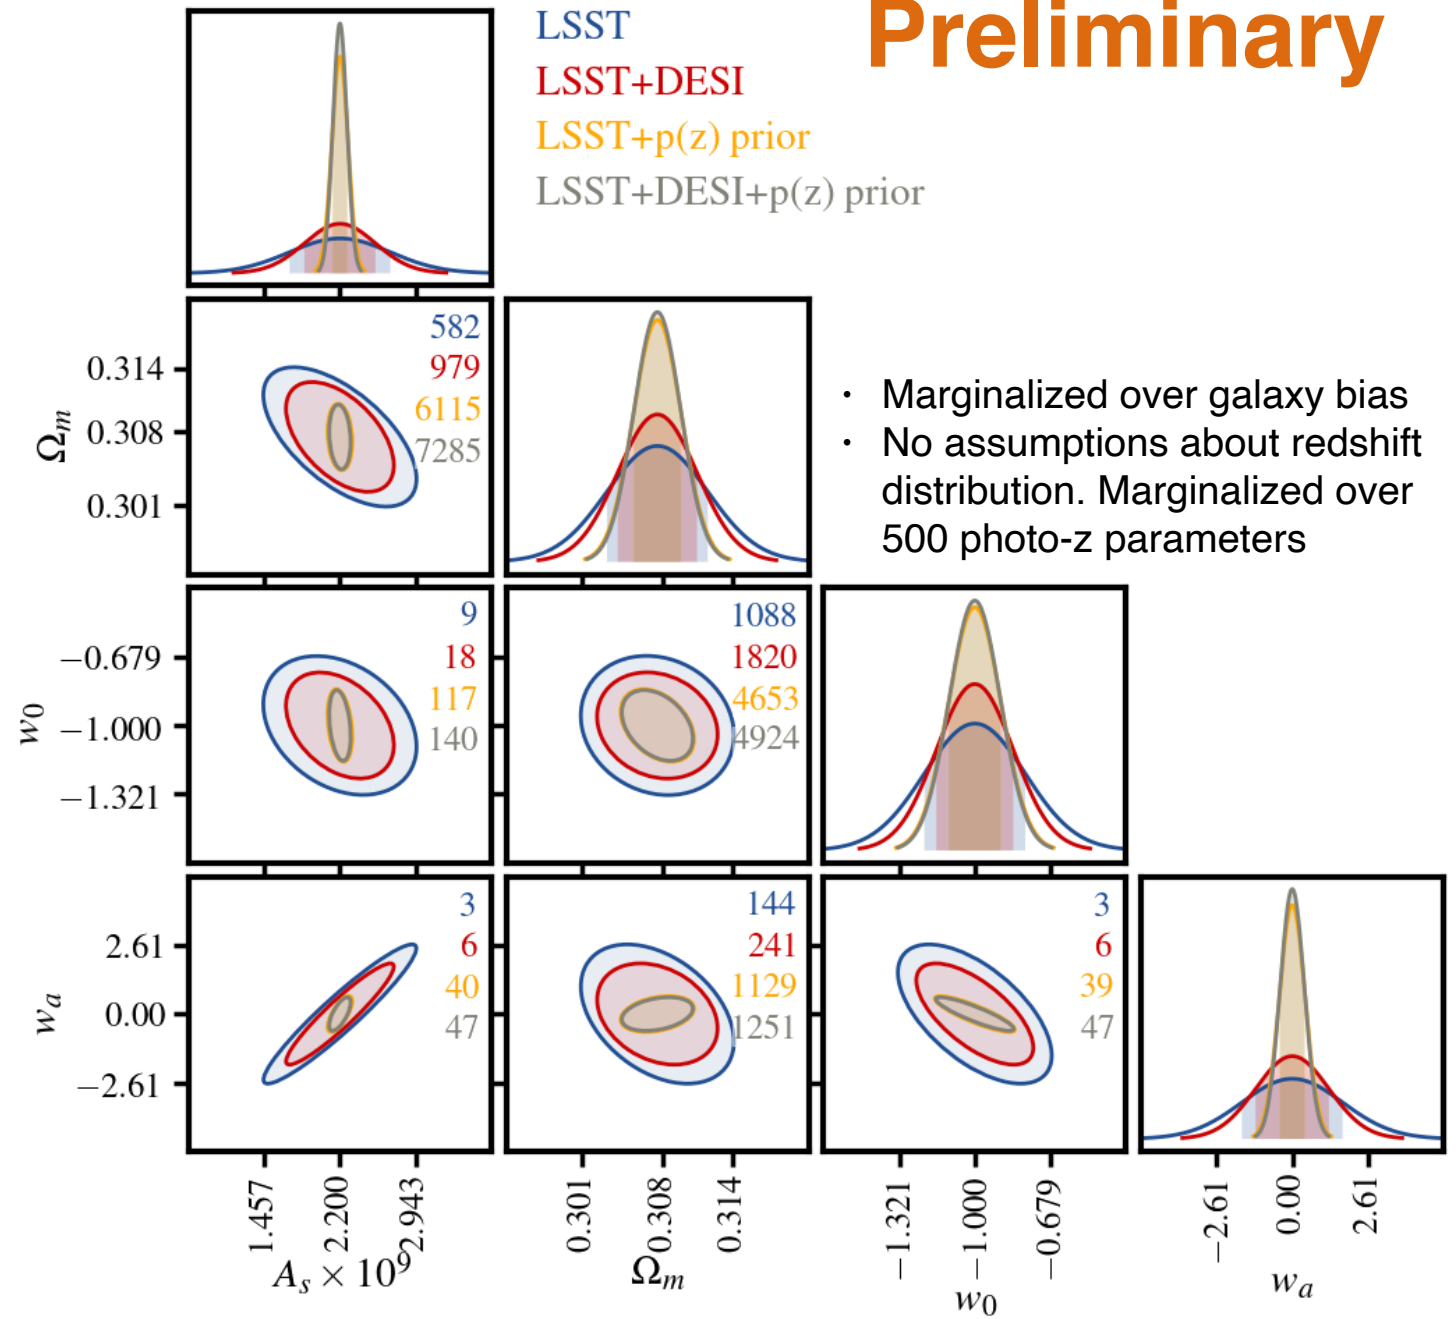 Preliminary
LSST
LSST+DESI
LSST+p(z) prior
LSST+DESI+p(z) prior
582
979
6115
7285
0.314
0.308
0.301
Ωm
• Marginalized over galaxy bias
• No assumptions about redshift
distribution. Marginalized over
500 photo-z parameters
9
18
117
140
1088
1820
4653
4924
−0.679
−1.000
−1.321
w0
3
6
40
47
144
241
1129
1251
3
6
39
47
2.61
0.00
−2.61
wa
1.457
2.200
2.943
As × 10⁹
0.301
0.308
0.314
Ωm
−1.321
−1.000
−0.679
w0
−2.61
0.00
2.61
wa